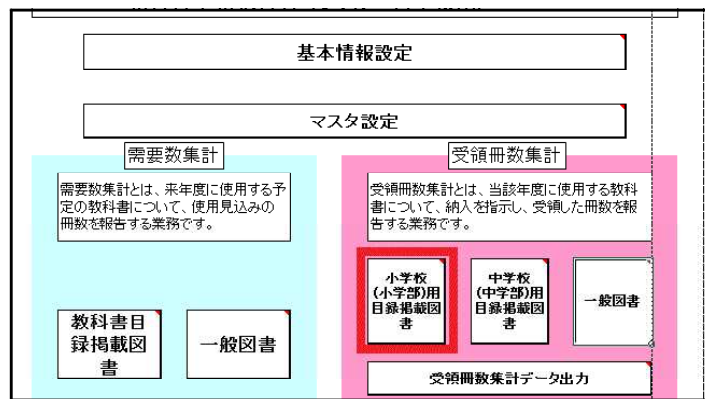 基本情報設定
マスタ設定
需要数集計
需要数集計とは、来年度に使用する予
定の教科書について、使用見込みの
冊数を報告する業務です。
教科書目
録掲載図
書
一般図書
受領冊数集計
受領冊数集計とは、当該年度に使用する教科
書について、納入を指示し、受領した冊数を報
告する業務です。
小学校
(小学部)用
目録掲載図
書
中学校
(中学部)用
目録掲載図
書
一般図書
受領冊数集計データ出力